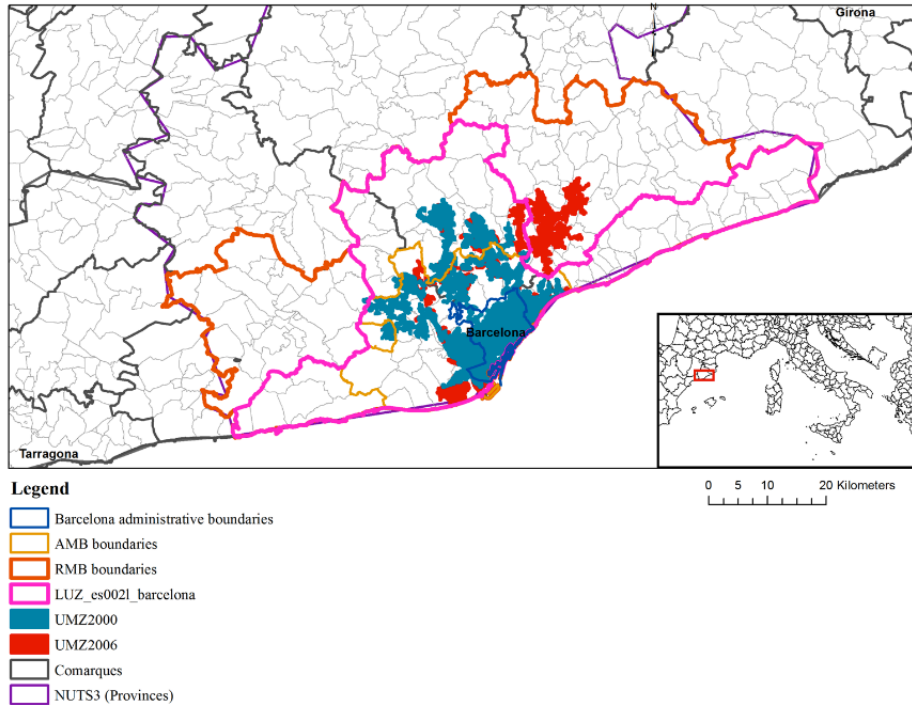 Girona
N
Barcelona
Tarragona
0 5 10 20 Kilometers
Legend
Barcelona administrative boundaries
AMB boundaries
RMB boundaries
LUZ_es002l_barcelona
UMZ2000
UMZ2006
Comarques
NUTS3 (Provinces)